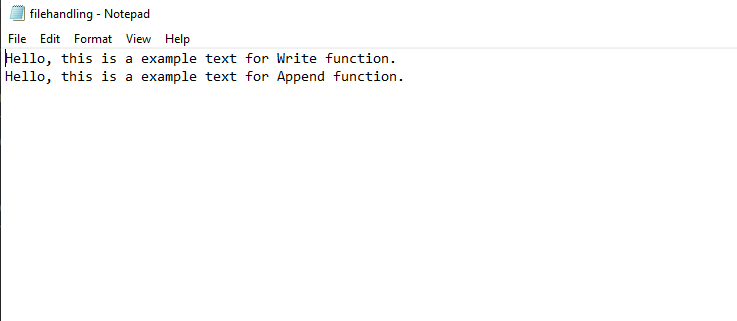 filehandling - Notepad
File Edit Format View Help
Hello, this is a example text for Write function.
Hello, this is a example text for Append function.